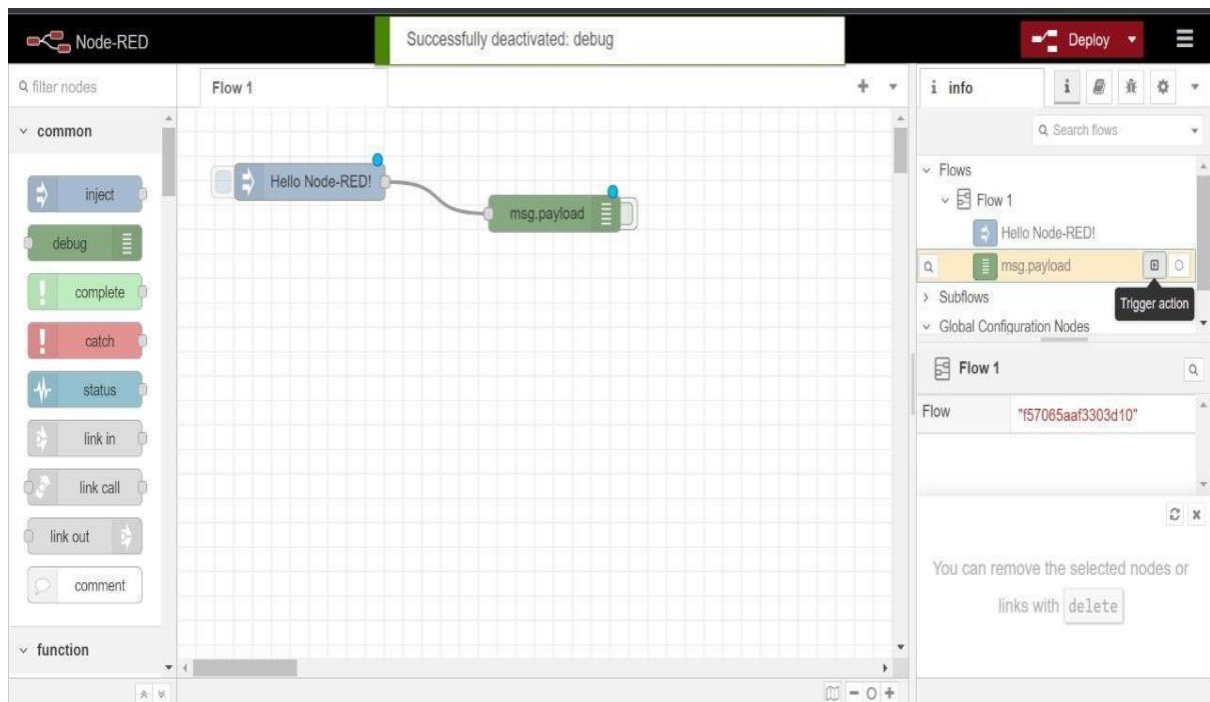 Node-RED
Successfully deactivated: debug
Deploy
filter nodes
Flow 1
i info
i
Search flows
common
inject
debug
complete
catch
status
link in
link call
link out
comment
function
Hello Node-RED!
msg.payload
Flows
Flow 1
Hello Node-RED!
msg.payload
Trigger action
Subflows
Global Configuration Nodes
Flow 1
Flow "f57065aaf3303d10"
You can remove the selected nodes or
links with delete